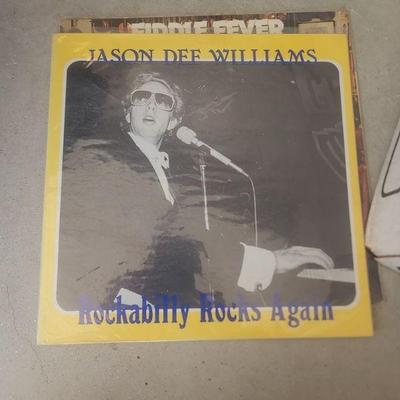 FIDDLE FEVER
JASON DEE WILLIAMS
Rockabilly Rocks Again